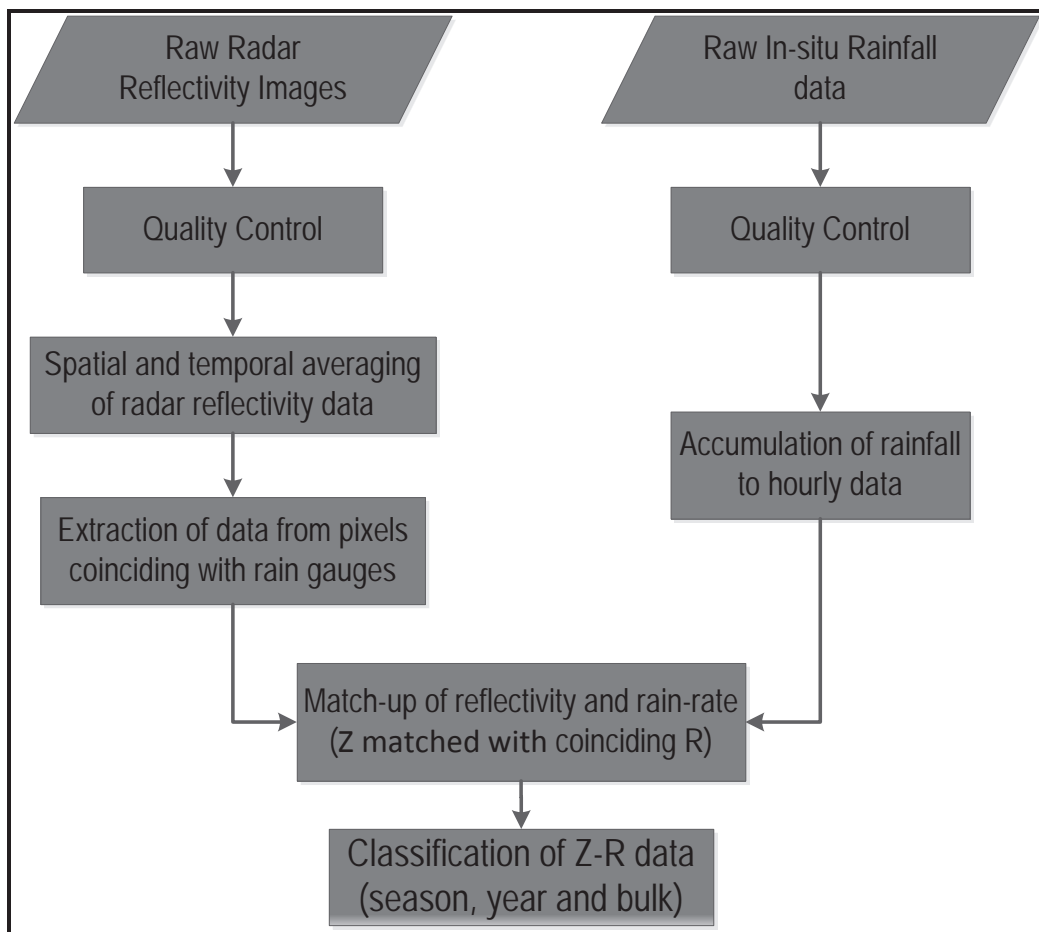 Raw Radar
Reflectivity Images
Raw In-situ Rainfall
data
Quality Control
Quality Control
Spatial and temporal averaging
of radar reflectivity data
Accumulation of rainfall
to hourly data
Extraction of data from pixels
coinciding with rain gauges
Match-up of reflectivity and rain-rate
(Z matched with coinciding R)
Classification of Z-R data
(season, year and bulk)